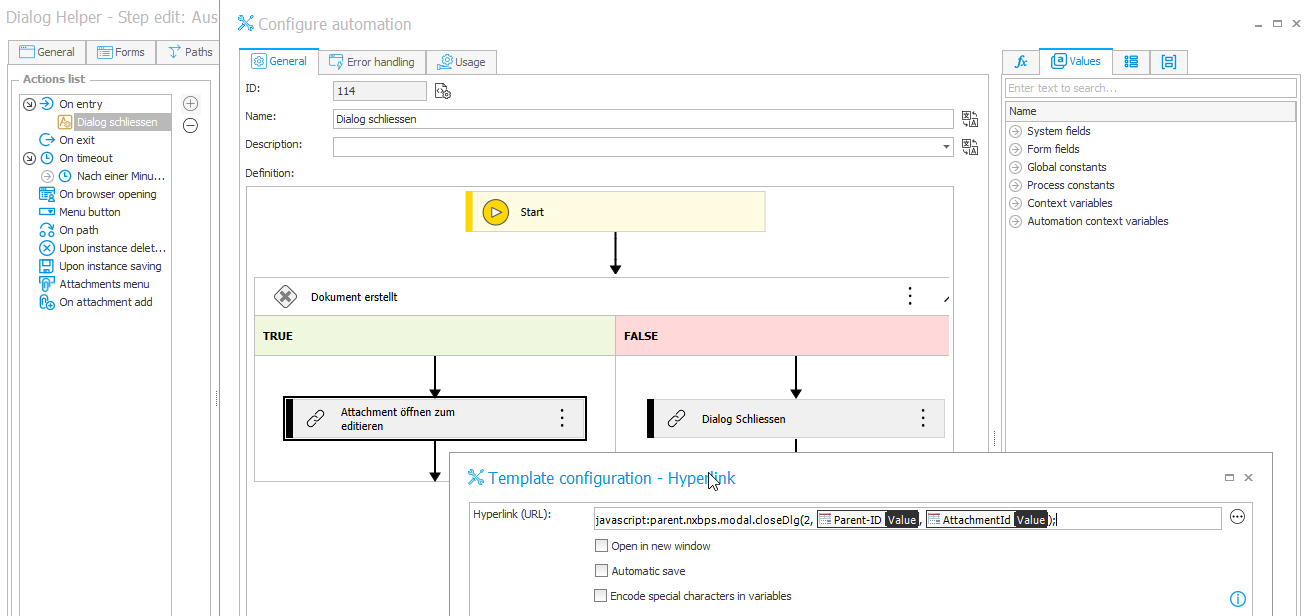 Dialog Helper - Step edit: Aus
General
Forms
Paths
Actions list
On entry
Dialog schliessen
On exit
On timeout
Nach einer Minu...
On browser opening
Menu button
On path
Upon instance delet...
Upon instance saving
Attachments menu
On attachment add
Configure automation
General
Error handling
Usage
ID:
114
Name:
Dialog schliessen
Description:
Definition:
Start
Dokument erstellt
TRUE
FALSE
Attachment öffnen zum
editieren
Dialog Schliessen
fx
Values
Enter text to search...
Name
System fields
Form fields
Global constants
Process constants
Context variables
Automation context variables
Template configuration - Hyperlink
Hyperlink (URL):
javascript:parent.nxbps.modal.closeDlg(2, Parent-ID Value, AttachmentId Value);
Open in new window
Automatic save
Encode special characters in variables